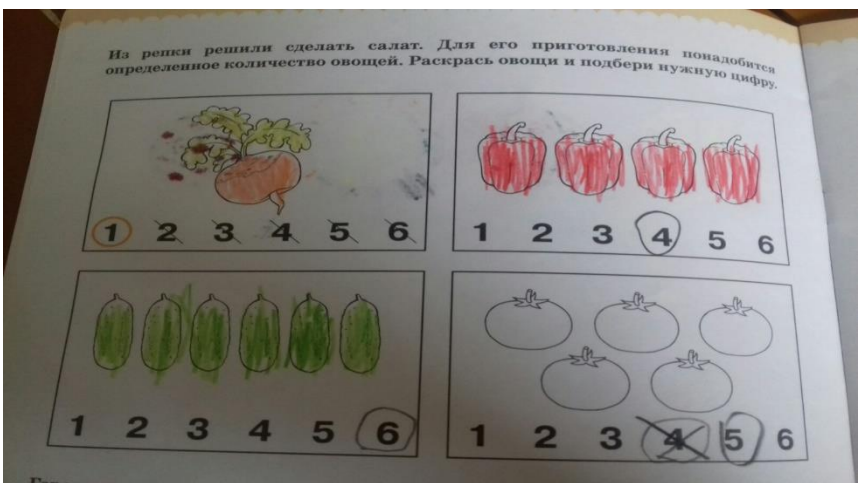 Из репки решили сделать салат. Для его приготовления понадобится
определенное количество овощей. Раскрась овощи и подбери нужную цифру.
1 2 3 4 5 6
1 2 3 4 5 6
1 2 3 4 5 6
1 2 3 4 5 6